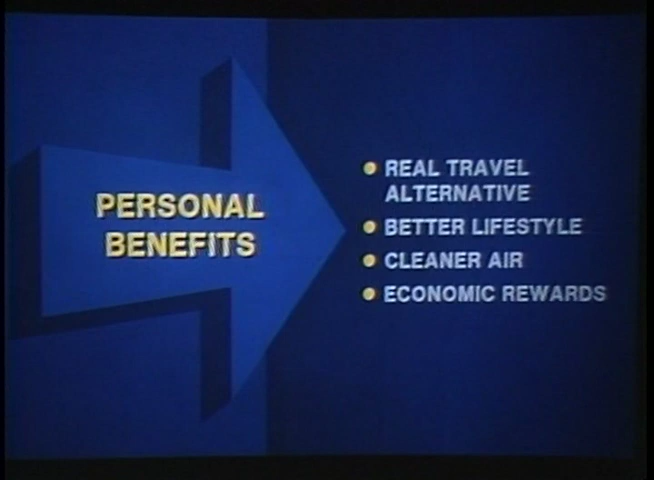 PERSONAL
BENEFITS
REAL TRAVEL
ALTERNATIVE
BETTER LIFESTYLE
CLEANER AIR
ECONOMIC REWARDS